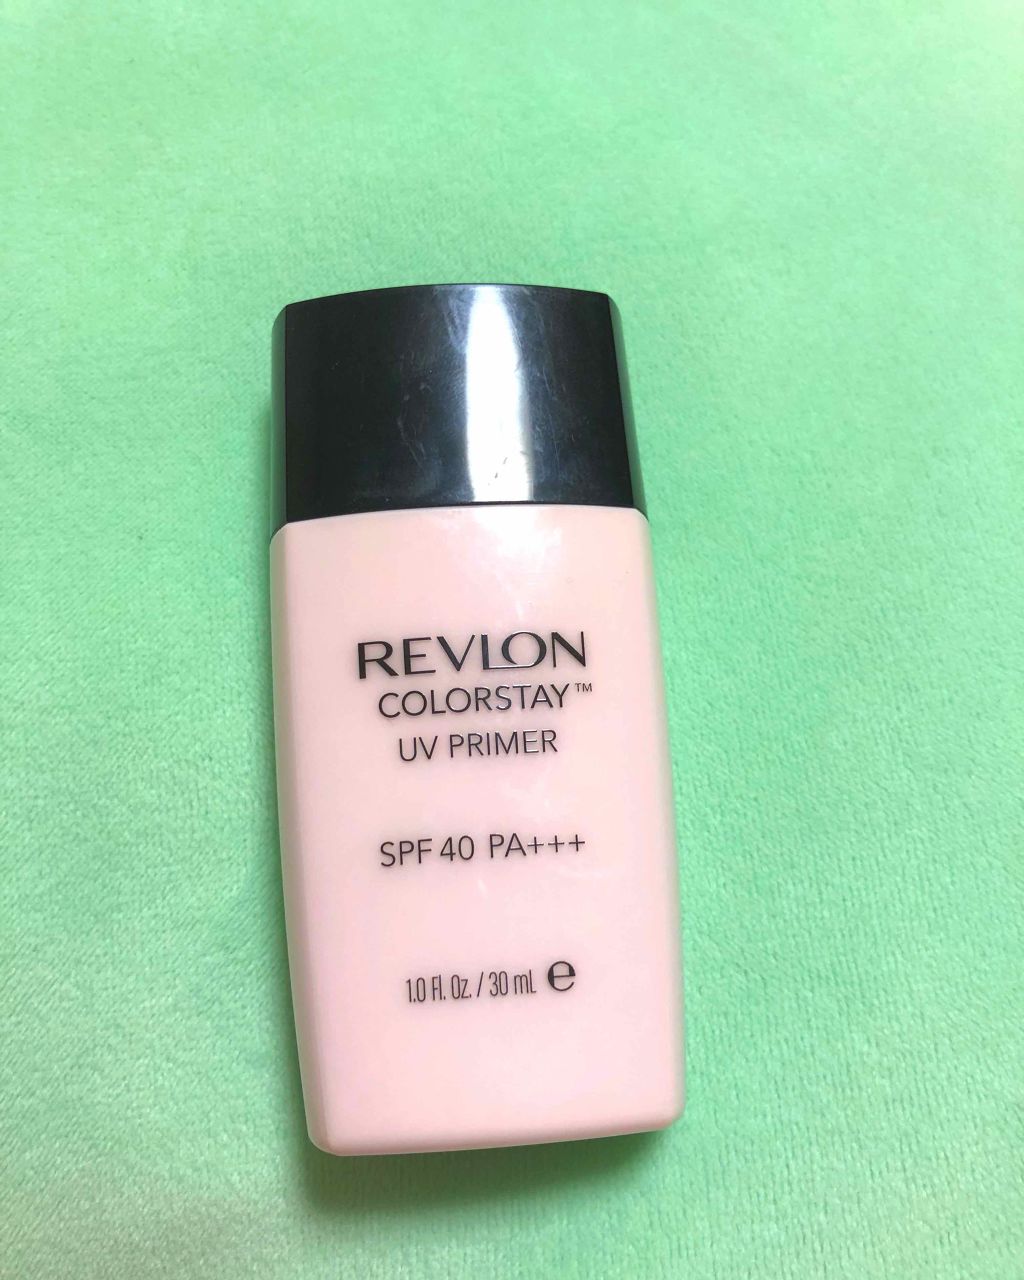 REVLON
COLORSTAY™
UV PRIMER
SPF 40 PA+++
1.0 Fl. Oz. / 30 mL ℮